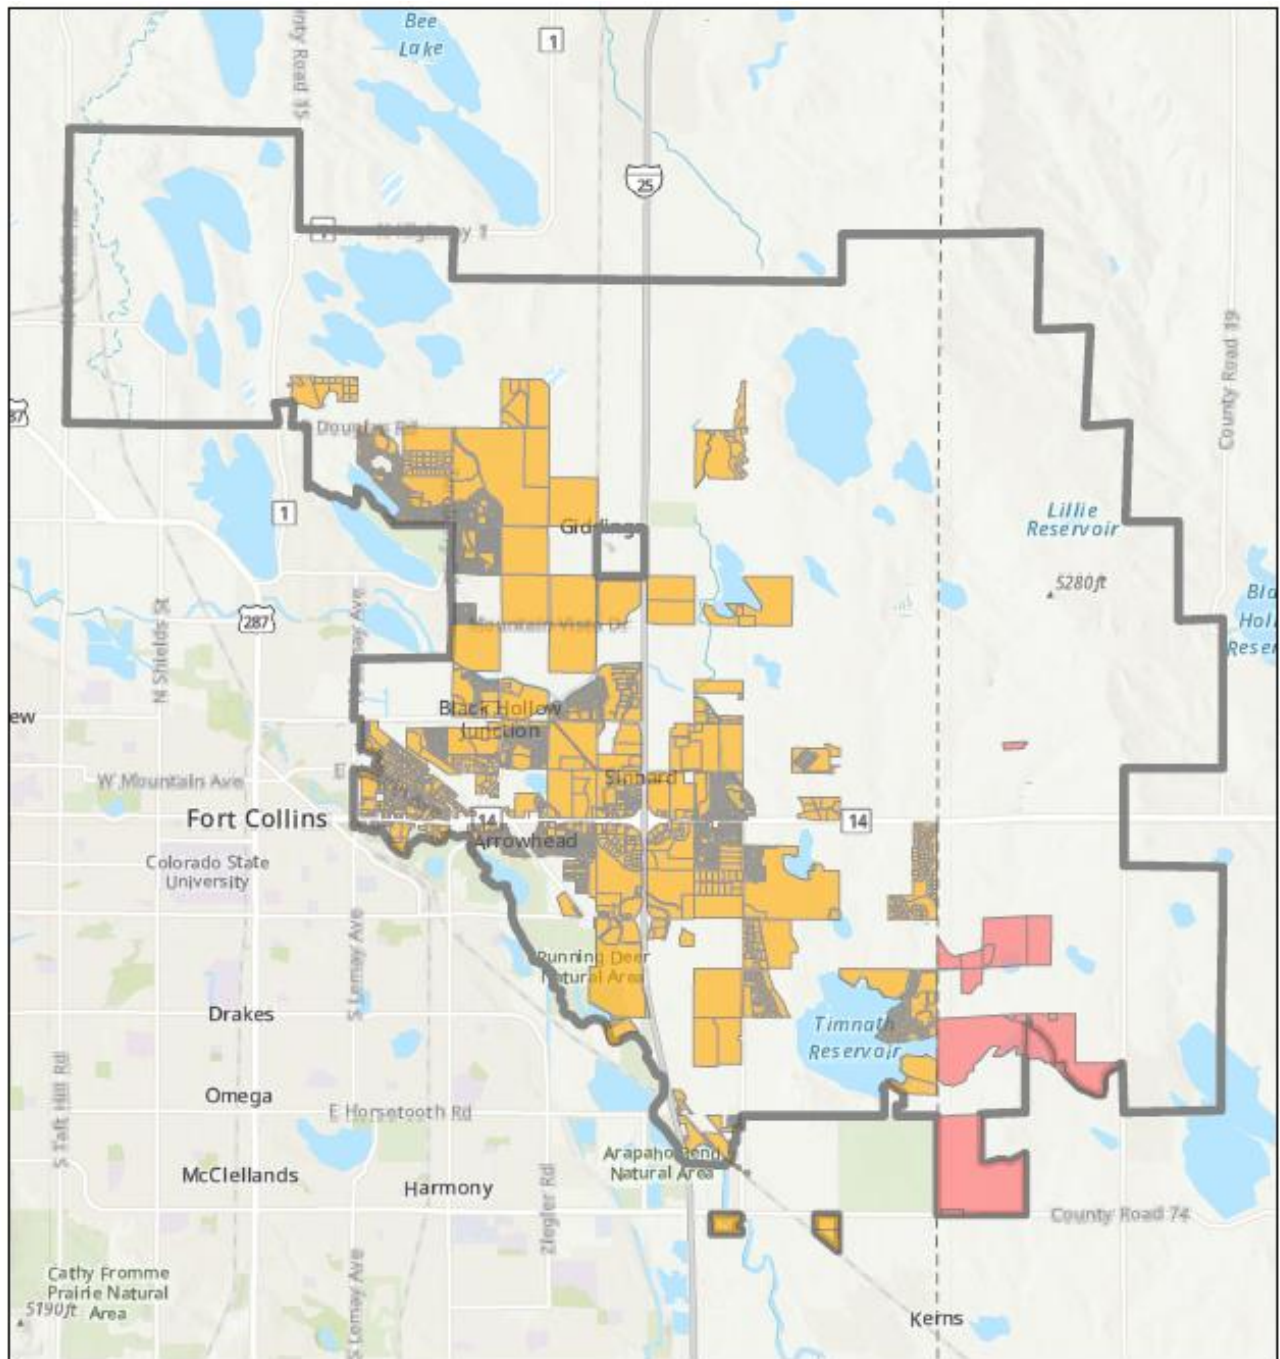 Bee
Lake
1
25
County Road 19
Douglas Rd
1
Lillie
Reservoir
5280ft
Giddings
287
N Shields St
Mountain Vista Dr
Black Hollow
Junction
W Mountain Ave
Sinnard
Fort Collins
14
14
Arrowhead
Colorado State
University
S Lemay Ave
Running Deer
Natural Area
Drakes
Timnath
Reservoir
S Taft Hill Rd
Omega
E Horsetooth Rd
McClellands
Harmony
Natural Area
Ziegler Rd
County Road 74
Cathy Fromme
Prairie Natural
Area
5190ft
S Lemay Ave
Kerns